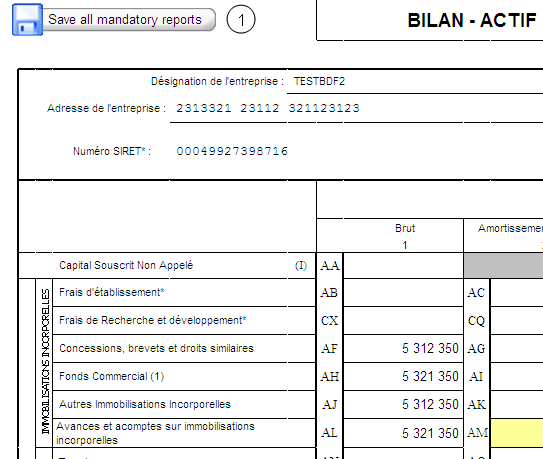 Save all mandatory reports 1 BILAN - ACTIF
Désignation de l'entreprise : TESTBDF2
Adresse de l'entreprise : 2313321 23112 321123123
Numéro SIRET* : 00049927398716
Brut Amortisseme
1
Capital Souscrit Non Appelé (I) AA
IMMOBILISATIONS INCORPORELLES
Frais d'établissement* AB AC
Frais de Recherche et développement* CX CQ
Concessions, brevets et droits similaires AF 5 312 350 AG
Fonds Commercial (1) AH 5 321 350 AI
Autres Immobilisations Incorporelles AJ 5 312 350 AK
Avances et acomptes sur immobilisations
incorporelles AL 5 321 350 AM